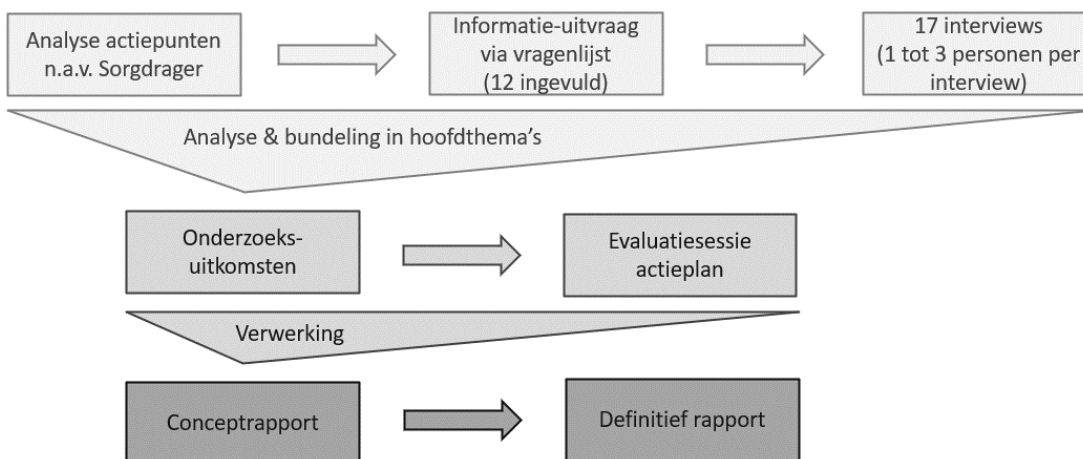 Analyse actiepunten
n.a.v. Sorgdrager
Informatie-uitvraag
via vragenlijst
(12 ingevuld)
17 interviews
(1 tot 3 personen per
interview)
Analyse & bundeling in hoofdthema's
Onderzoeks-
uitkomsten
Evaluatiesessie
actieplan
Verwerking
Conceptrapport
Definitief rapport